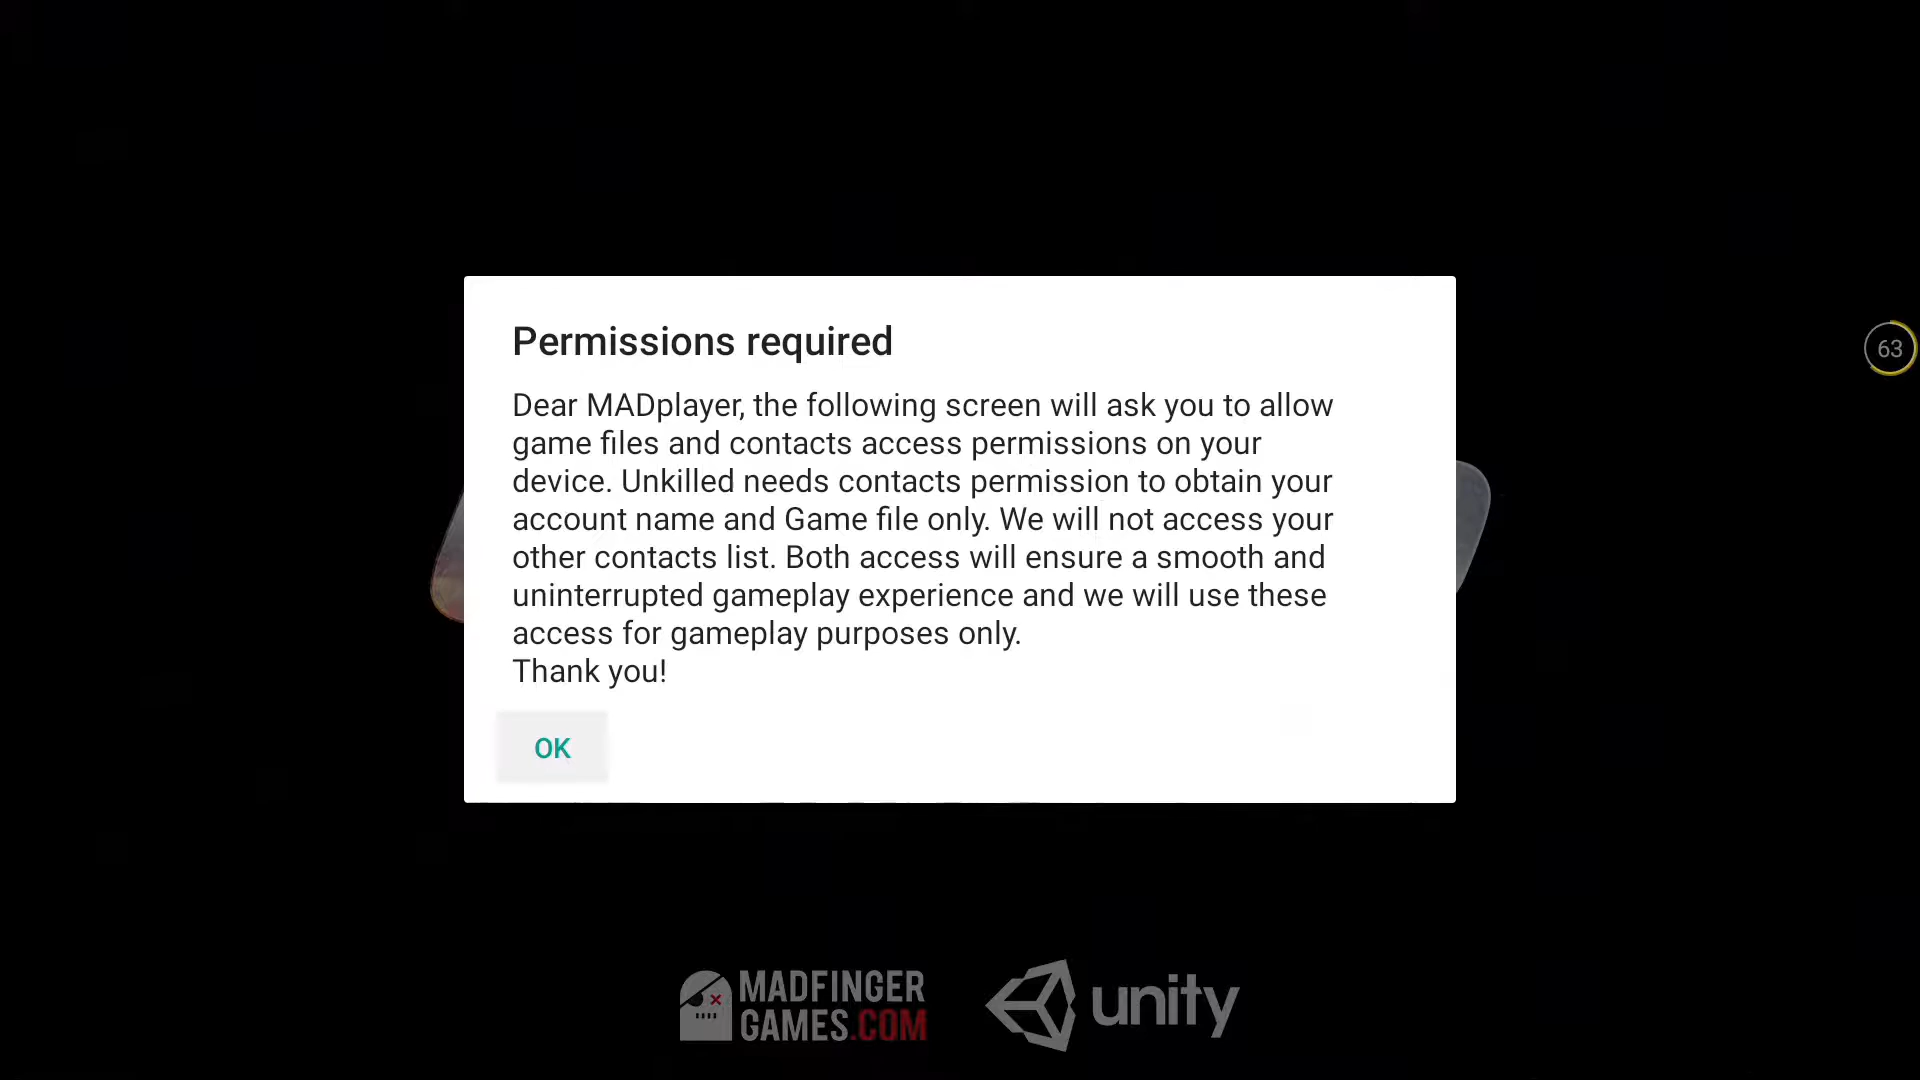 Permissions required
Dear MADplayer, the following screen will ask you to allow
game files and contacts access permissions on your
device. Unkilled needs contacts permission to obtain your
account name and Game file only. We will not access your
other contacts list. Both access will ensure a smooth and
uninterrupted gameplay experience and we will use these
access for gameplay purposes only.
Thank you!
OK
63
MADFINGER
GAMES.COM
unity